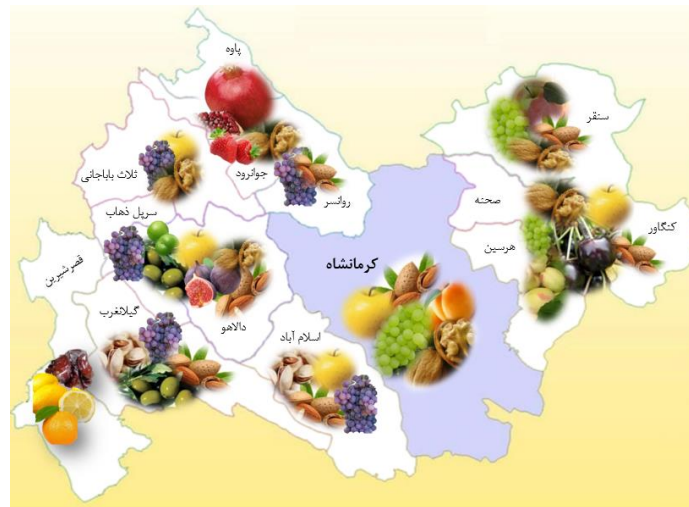 پاوه
سنقر
ثلاث باباجانی
جوانرود
روانسر
صحنه
سرپل ذهاب
کنگاور
هرسین
کرمانشاه
قصرشیرین
گیلانغرب
دالاهو
اسلام آباد